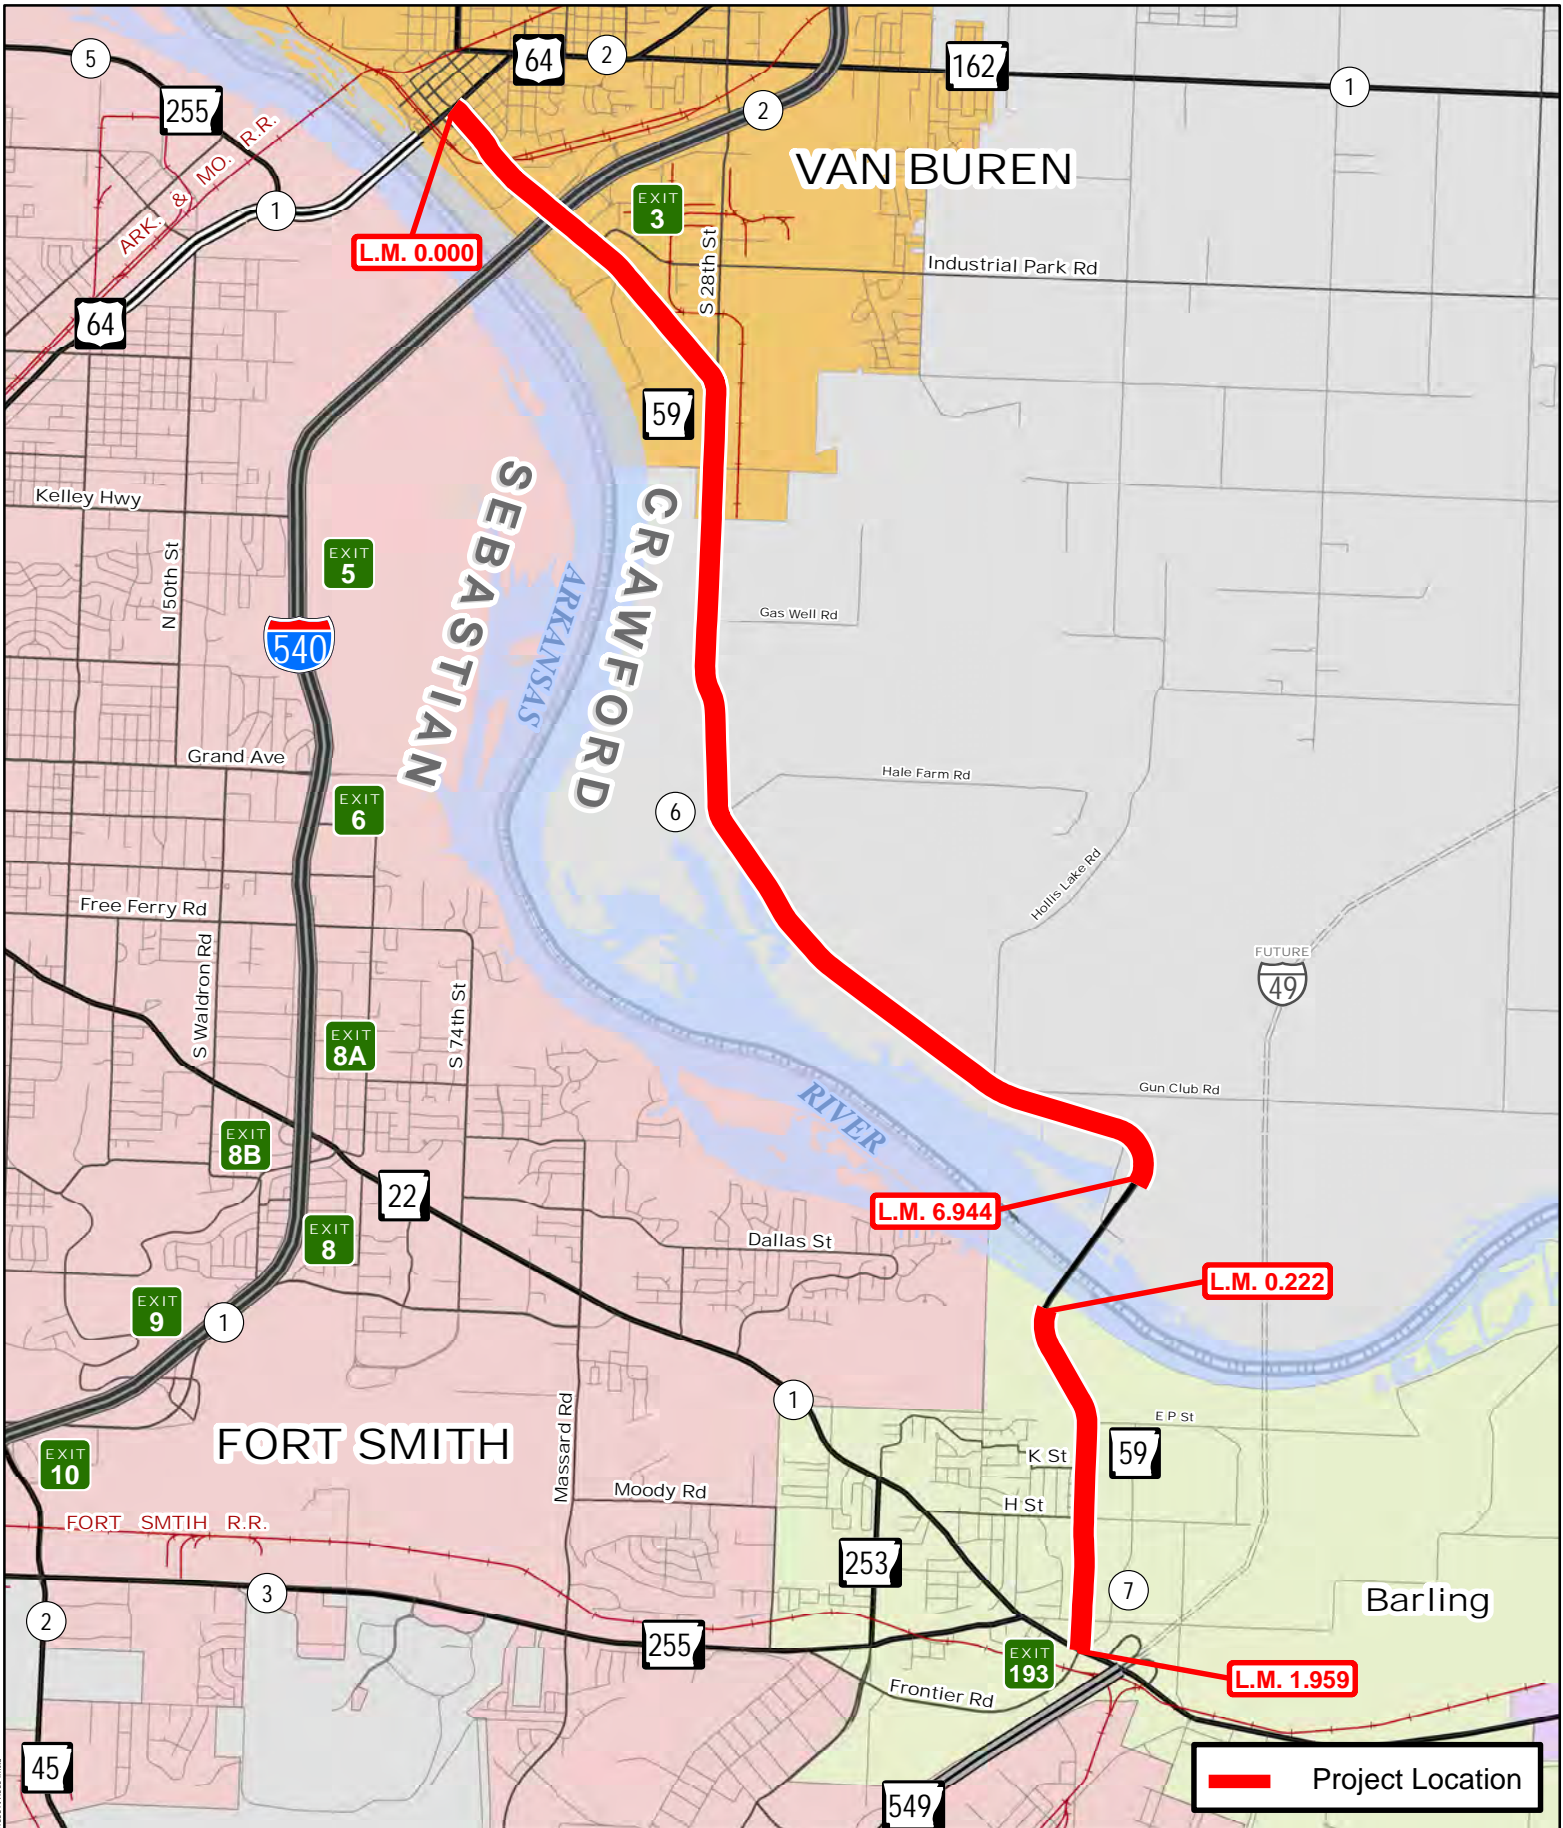 5
64
2
162
1
255
2
VAN BUREN
ARK. & MO. R.R.
1
EXIT
3
L.M. 0.000
S 28th St
Industrial Park Rd
64
59
Kelley Hwy
SEBASTIAN
CRAWFORD
N 50th St
EXIT
5
ARKANSAS
Gas Well Rd
540
Grand Ave
Hale Farm Rd
EXIT
6
6
Hollis Lake Rd
Free Ferry Rd
S Waldron Rd
FUTURE
49
S 74th St
EXIT
8A
RIVER
Gun Club Rd
EXIT
8B
22
L.M. 6.944
EXIT
8
Dallas St
L.M. 0.222
EXIT
9
1
1
Massard Rd
E P St
FORT SMITH
K St
59
EXIT
10
Moody Rd
H St
FORT SMTIH R.R.
253
3
7
Barling
2
255
EXIT
193
L.M. 1.959
Frontier Rd
45
549
Project Location